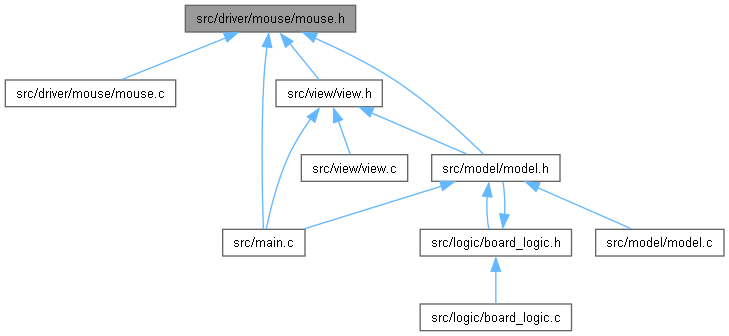 src/driver/mouse/mouse.h
src/driver/mouse/mouse.c
src/view/view.h
src/view/view.c
src/model/model.h
src/main.c
src/logic/board_logic.h
src/model/model.c
src/logic/board_logic.c